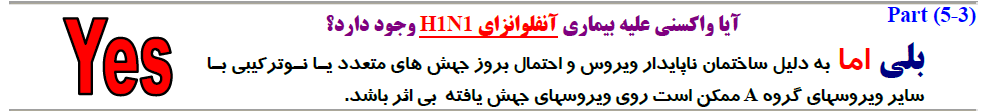 Part (5-3)
آیا واکسنی علیه بیماری آنفلوانزای H1N1 وجود دارد؟
Yes
بلی اما به دلیل ساختمان ناپایدار ویروس و احتمال بروز جهش های متعدد یا نوترکیبی با
سایر ویروسهای گروه A ممکن است روی ویروسهای جهش یافته بی اثر باشد.